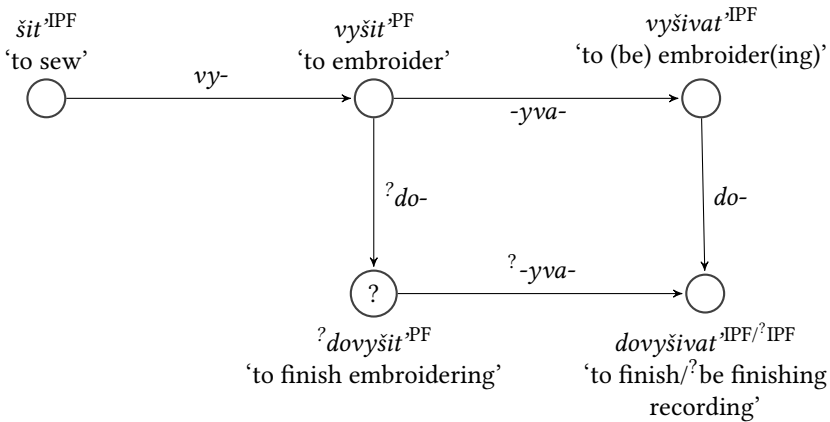 šit’IPF
‘to sew’
vyšit’PF
‘to embroider’
vyšivat’IPF
‘to (be) embroider(ing)’
vy-
-yva-
?do-
do-
?
?-yva-
?dovyšit’PF
‘to finish embroidering’
dovyšivat’IPF/?IPF
‘to finish/?be finishing
recording’